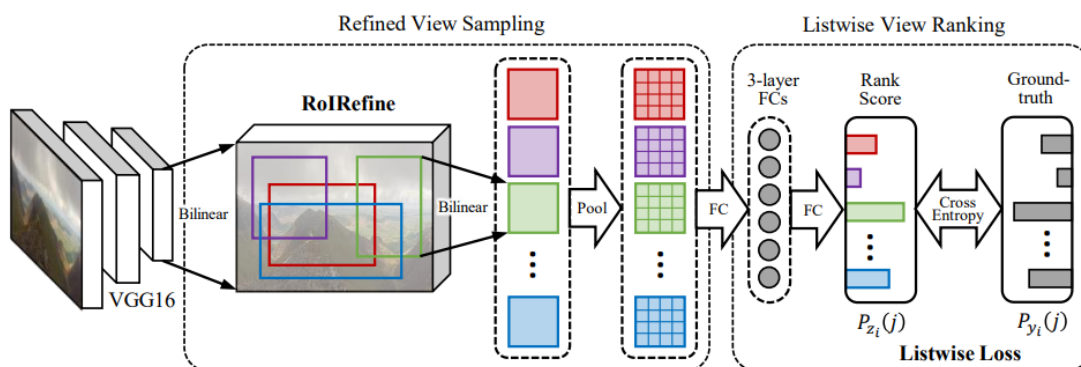 Refined View Sampling
Listwise View Ranking
RoIRefine
3-layer
FCs
Rank
Score
Ground-
truth
Bilinear
Bilinear
Pool
FC
FC
Cross
Entropy
VGG16
P_{z_i}(j)
P_{y_i}(j)
Listwise Loss